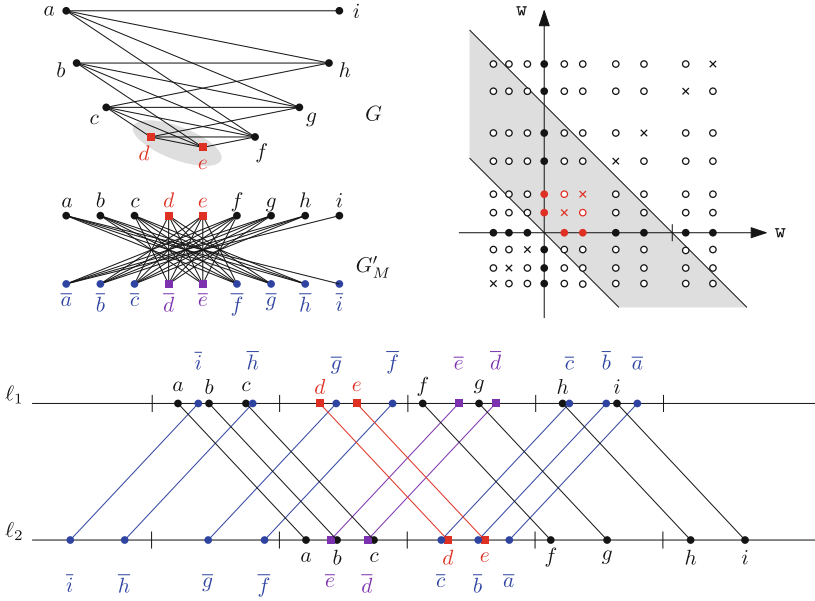 a i
b h
c g
d e f
G
a b c d e f g h i
a̅ b̅ c̅ d̅ e̅ f̅ g̅ h̅ i̅
G′_M
w
w
i̅ h̅ g̅ f̅ e̅ d̅ c̅ b̅ a̅
a b c d e f g h i
ℓ₁
ℓ₂
a b c d e f g h i
i̅ h̅ g̅ f̅ e̅ d̅ c̅ b̅ a̅